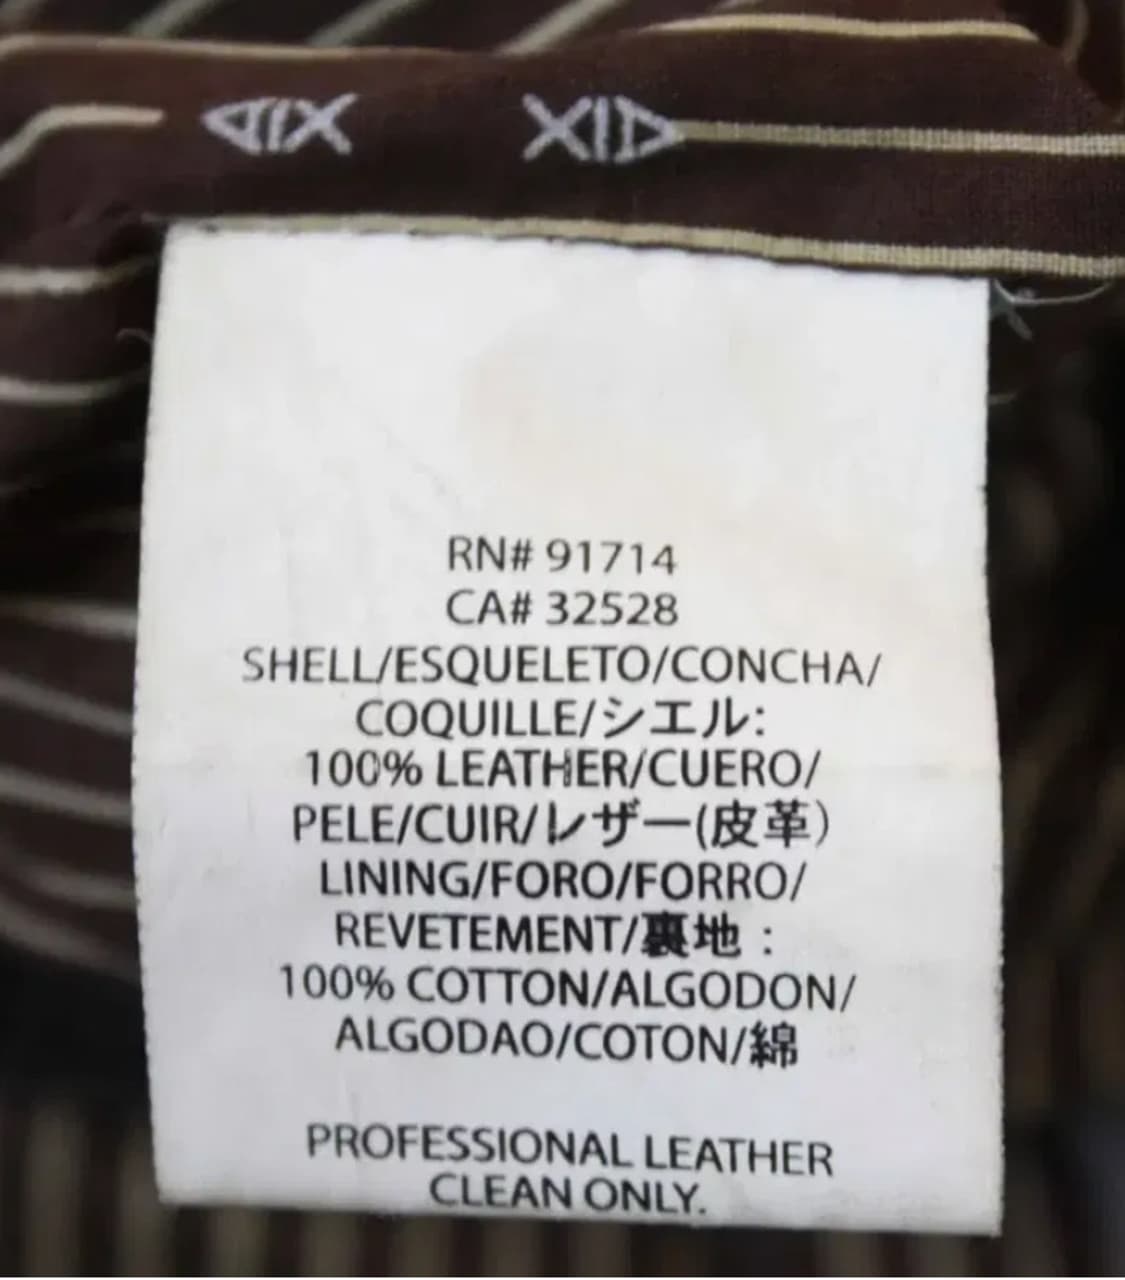 RN# 91714
CA# 32528
SHELL/ESQUELETO/CONCHA/
COQUILLE/シエル:
100% LEATHER/CUERO/
PELE/CUIR/レザー(皮革)
LINING/FORO/FORRO/
REVETEMENT/裏地 :
100% COTTON/ALGODON/
ALGODAO/COTON/綿
PROFESSIONAL LEATHER
CLEAN ONLY.